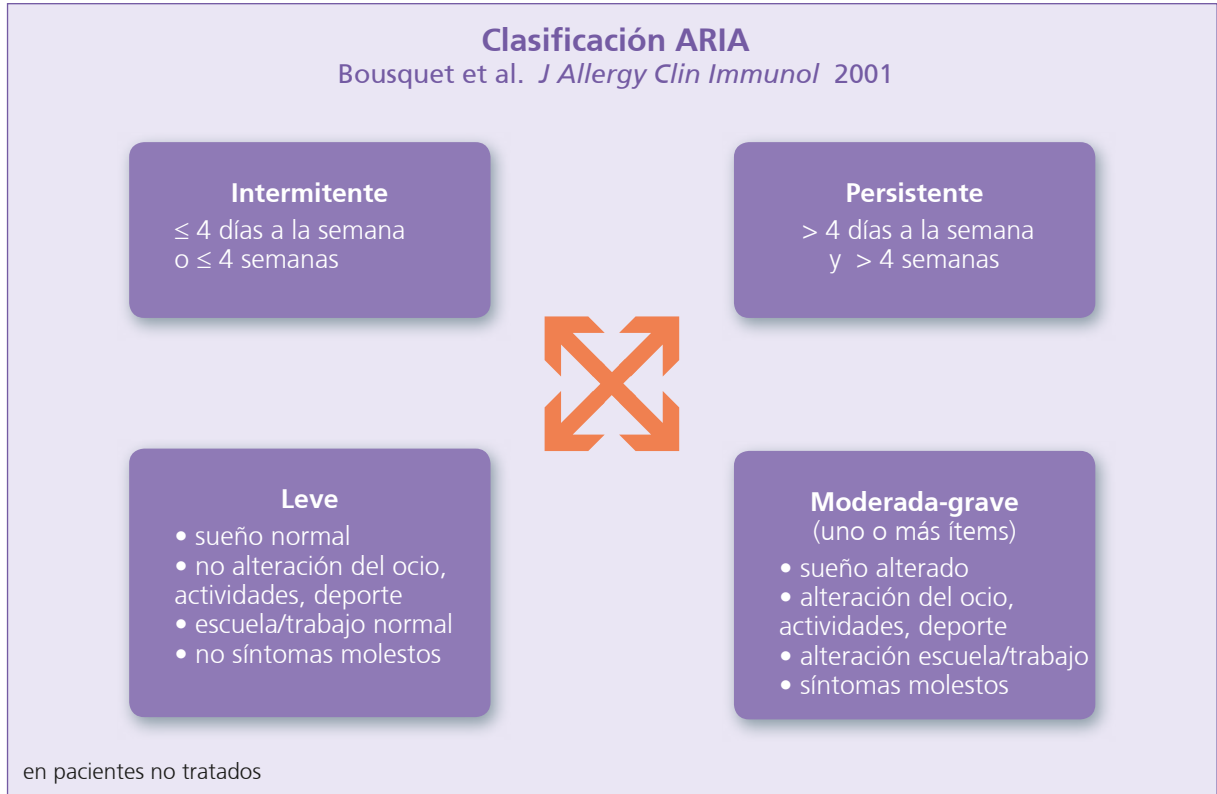 Clasificación ARIA
Bousquet et al. J Allergy Clin Immunol 2001
Intermitente
≤ 4 días a la semana
o ≤ 4 semanas
Persistente
> 4 días a la semana
y > 4 semanas
Leve
• sueño normal
• no alteración del ocio,
actividades, deporte
• escuela/trabajo normal
• no síntomas molestos
Moderada-grave
(uno o más ítems)
• sueño alterado
• alteración del ocio,
actividades, deporte
• alteración escuela/trabajo
• síntomas molestos
en pacientes no tratados